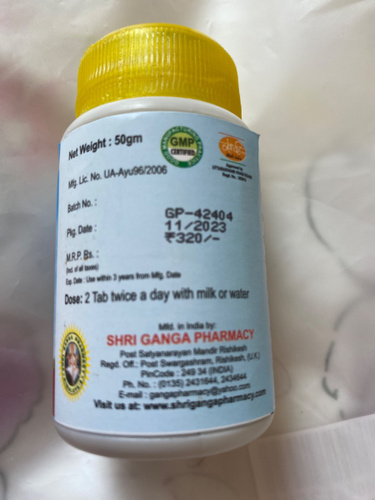 Net Weight : 50gm
GMP
CERTIFIED
Mfg. Lic. No. UA-Ayu96/2006
Batch No. :
GP-42404
Pkg. Date :
11/2023
M.R.P. Rs. :
₹320/-
(incl. of all taxes)
Exp. Date : Use within 3 years from Mfg. Date
Dose: 2 Tab twice a day with milk or water
Mfd. in India by:
SHRI GANGA PHARMACY
Post Satyanarayan Mandir Rishikesh
Regd. Off.: Post Swargashram, Rishikesh, (U.K.)
PinCode : 249 34 (INDIA)
Ph. No. : (0135) 2431644, 2434644
E-mail : gangapharmacy@yahoo.com
Visit us at: www.shrigangapharmacy.com